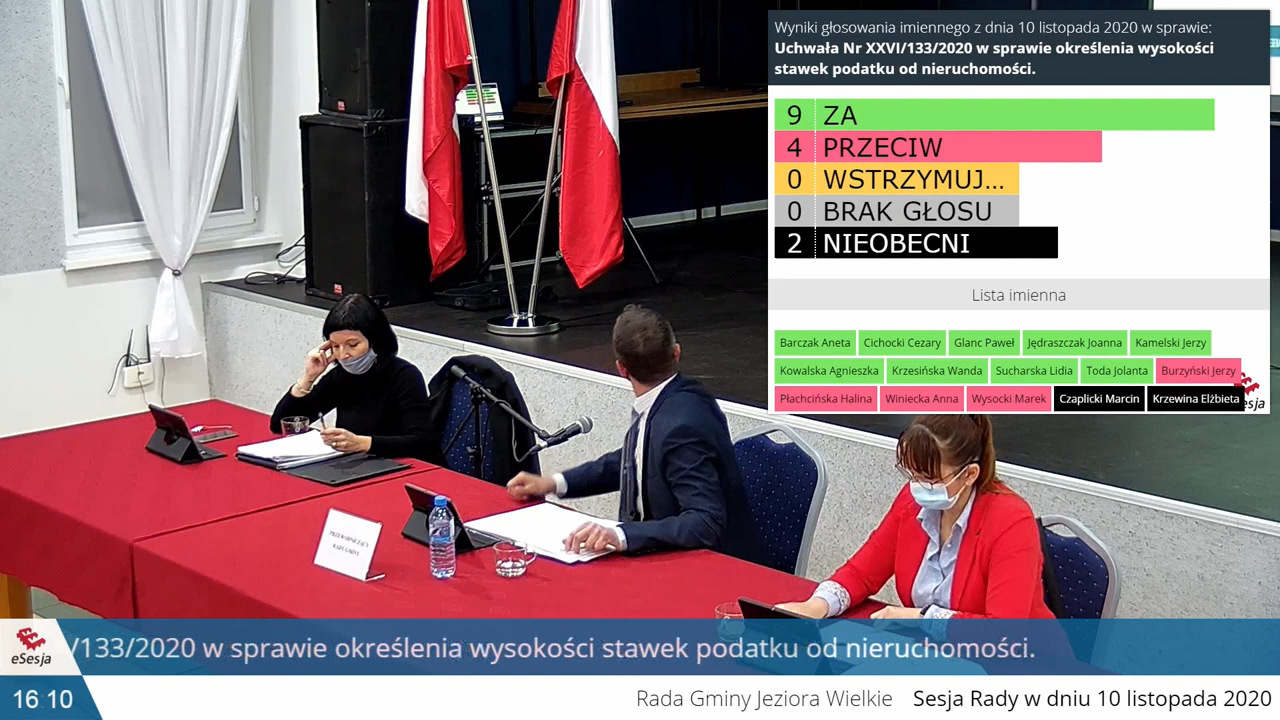 Wyniki głosowania imiennego z dnia 10 listopada 2020 w sprawie:
Uchwała Nr XXVI/133/2020 w sprawie określenia wysokości
stawek podatku od nieruchomości.
9 ZA
4 PRZECIW
0 WSTRZYMUJ...
0 BRAK GŁOSU
2 NIEOBECNI
Lista imienna
Barczak Aneta Cichocki Cezary Glanc Paweł Jędraszczak Joanna Kamelski Jerzy
Kowalska Agnieszka Krzesińska Wanda Sucharska Lidia Toda Jolanta Burzyński Jerzy
Płachcińska Halina Winiecka Anna Wysocki Marek Czaplicki Marcin Krzewina Elżbieta
PRZEWODNICZĄCY
RADY GMINY
/133/2020 w sprawie określenia wysokości stawek podatku od nieruchomości.
eSesja
16:10
Rada Gminy Jeziora Wielkie Sesja Rady w dniu 10 listopada 2020